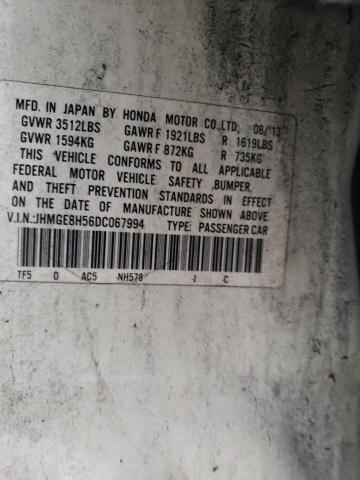 MFD. IN JAPAN BY HONDA MOTOR CO.,LTD. 08/'13
GVWR 3512LBS GAWR F 1921LBS R 1619LBS
GVWR 1594KG GAWR F 872KG R 735KG
THIS VEHICLE CONFORMS TO ALL APPLICABLE
FEDERAL MOTOR VEHICLE SAFETY ,BUMPER,
AND THEFT PREVENTION STANDARDS IN EFFECT
ON THE DATE OF MANUFACTURE SHOWN ABOVE.
V.I.N.:JHMGE8H56DC067994 TYPE: PASSENGER CAR
TF5 D AC5 NH578 -I -C